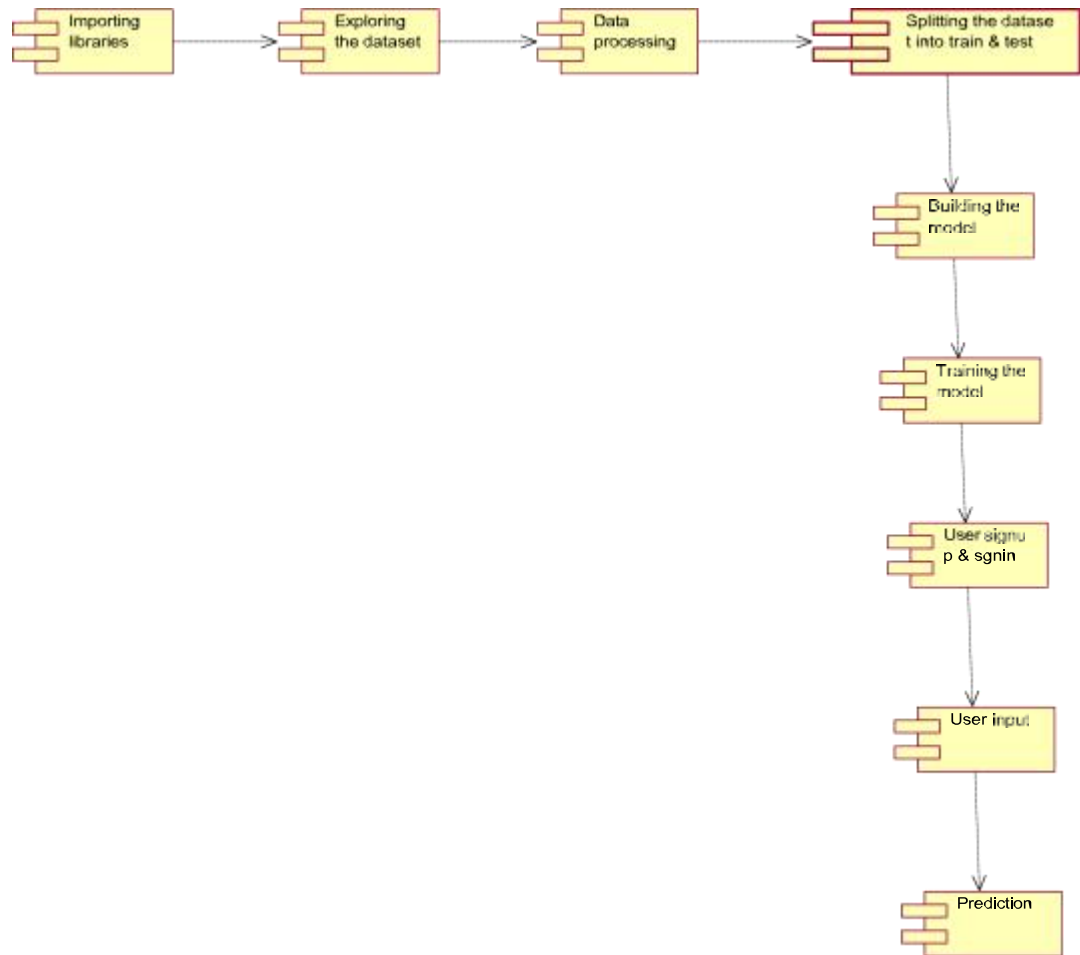 Importing
libraries
Exploring
the dataset
Data
processing
Splitting the datase
t into train & test
Building the
model
Training the
model
User signu
p & sgnin
User input
Prediction